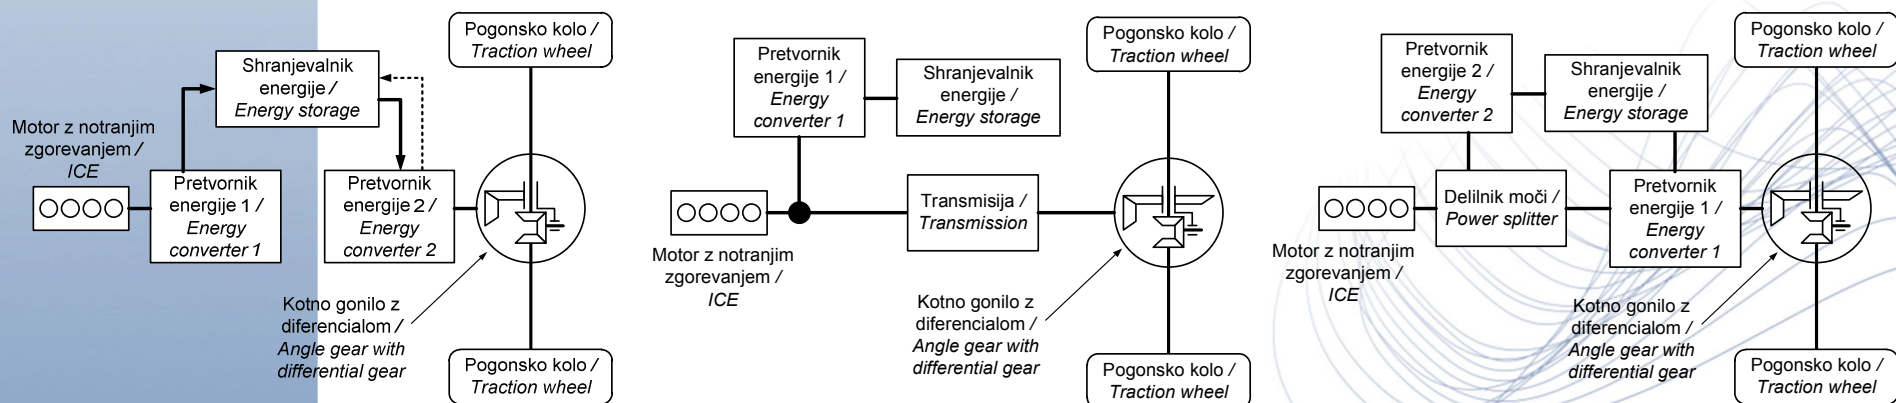 Pogonsko kolo /
Traction wheel
Shranjevalnik
energije /
Energy storage
Motor z notranjim
zgorevanjem /
ICE
Pretvornik
energije 1 /
Energy
converter 1
Pretvornik
energije 2 /
Energy
converter 2
Kotno gonilo z
diferencialom /
Angle gear with
differential gear
Pogonsko kolo /
Traction wheel
Pogonsko kolo /
Traction wheel
Pretvornik
energije 1 /
Energy
converter 1
Shranjevalnik
energije /
Energy storage
Transmisija /
Transmission
Motor z notranjim
zgorevanjem /
ICE
Kotno gonilo z
diferencialom /
Angle gear with
differential gear
Pogonsko kolo /
Traction wheel
Pogonsko kolo /
Traction wheel
Pretvornik
energije 2 /
Energy
converter 2
Shranjevalnik
energije /
Energy storage
Delilnik moči /
Power splitter
Pretvornik
energije 1 /
Energy
converter 1
Motor z notranjim
zgorevanjem /
ICE
Kotno gonilo z
diferencialom /
Angle gear with
differential gear
Pogonsko kolo /
Traction wheel